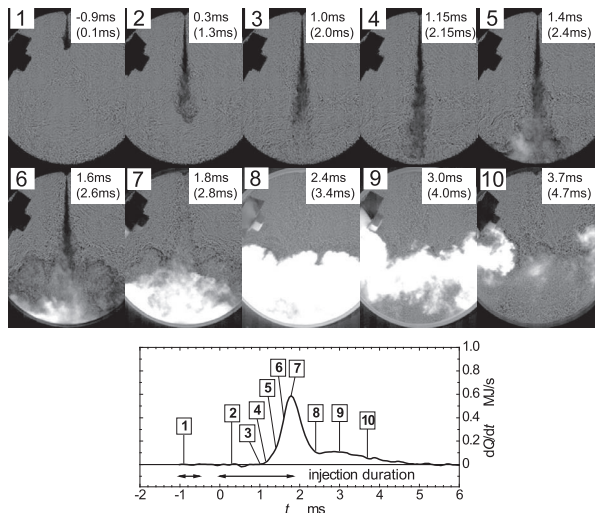 1 -0.9ms (0.1ms)
2 0.3ms (1.3ms)
3 1.0ms (2.0ms)
4 1.15ms (2.15ms)
5 1.4ms (2.4ms)
6 1.6ms (2.6ms)
7 1.8ms (2.8ms)
8 2.4ms (3.4ms)
9 3.0ms (4.0ms)
10 3.7ms (4.7ms)
1.0
0.8
0.6
0.4
0.2
0
dQ/dt MJ/s
1
2
3
4
5
6
7
8
9
10
injection duration
-2 -1 0 1 2 3 4 5 6
t ms